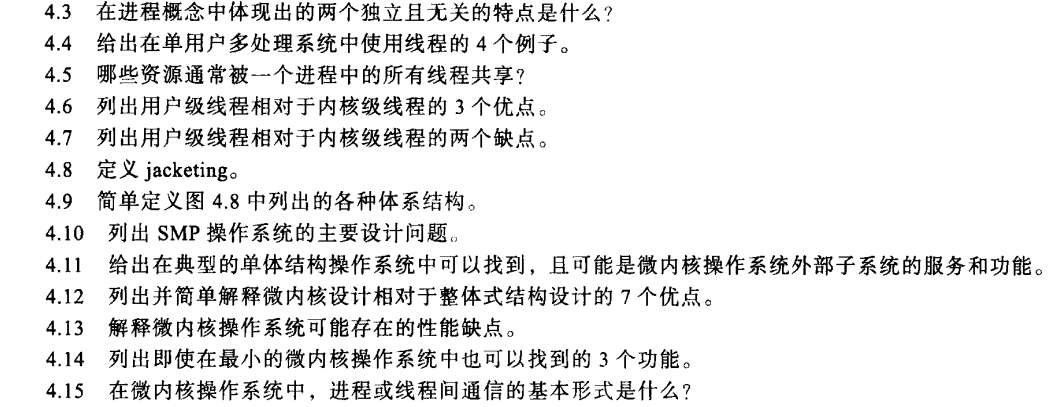 4.3 在进程概念中体现出的两个独立且无关的特点是什么?
4.4 给出在单用户多处理系统中使用线程的 4 个例子。
4.5 哪些资源通常被一个进程中的所有线程共享?
4.6 列出用户级线程相对于内核级线程的 3 个优点。
4.7 列出用户级线程相对于内核级线程的两个缺点。
4.8 定义 jacketing。
4.9 简单定义图 4.8 中列出的各种体系结构。
4.10 列出 SMP 操作系统的主要设计问题。
4.11 给出在典型的单体结构操作系统中可以找到，且可能是微内核操作系统外部子系统的服务和功能。
4.12 列出并简单解释微内核设计相对于整体式结构设计的 7 个优点。
4.13 解释微内核操作系统可能存在的性能缺点。
4.14 列出即使在最小的微内核操作系统中也可以找到的 3 个功能。
4.15 在微内核操作系统中，进程或线程间通信的基本形式是什么?